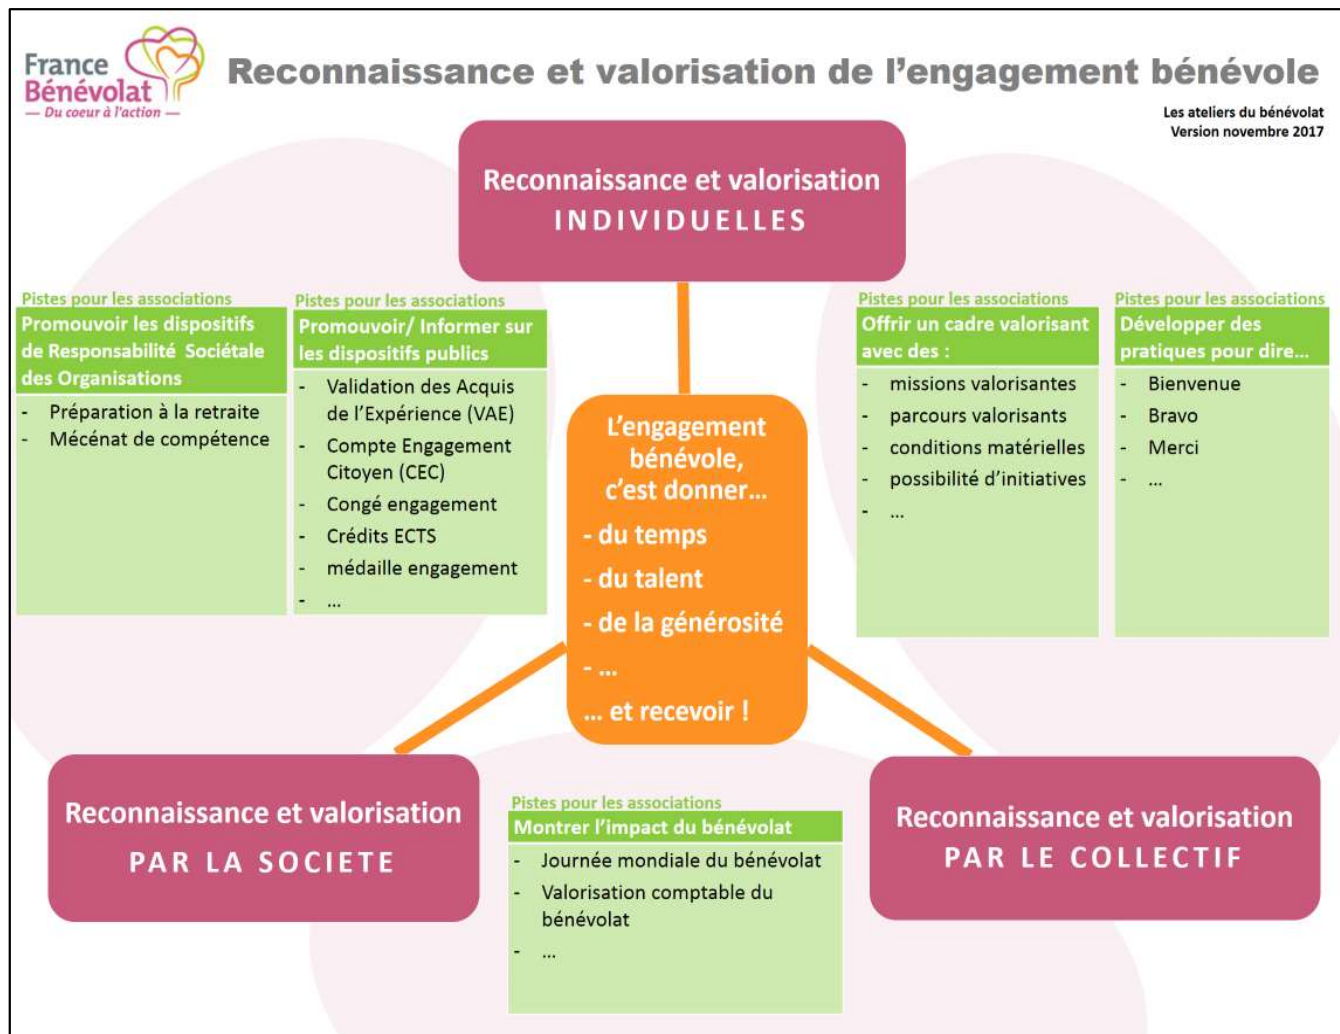 France
Bénévolat
— Du coeur à l'action —
Reconnaissance et valorisation de l'engagement bénévole
Les ateliers du bénévolat
Version novembre 2017
Reconnaissance et valorisation
INDIVIDUELLES
Pistes pour les associations
Promouvoir les dispositifs
de Responsabilité Sociétale
des Organisations
- Préparation à la retraite
- Mécénat de compétence
Pistes pour les associations
Promouvoir/ Informer sur
les dispositifs publics
- Validation des Acquis
de l'Expérience (VAE)
- Compte Engagement
Citoyen (CEC)
- Congé engagement
- Crédits ECTS
- médaille engagement
- ...
L'engagement
bénévole,
c'est donner...
- du temps
- du talent
- de la générosité
- ...
... et recevoir !
Pistes pour les associations
Offrir un cadre valorisant
avec des :
- missions valorisantes
- parcours valorisants
- conditions matérielles
- possibilité d'initiatives
- ...
Pistes pour les associations
Développer des
pratiques pour dire...
- Bienvenue
- Bravo
- Merci
- ...
Reconnaissance et valorisation
PAR LA SOCIETE
Pistes pour les associations
Montrer l'impact du bénévolat
- Journée mondiale du bénévolat
- Valorisation comptable du
bénévolat
- ...
Reconnaissance et valorisation
PAR LE COLLECTIF